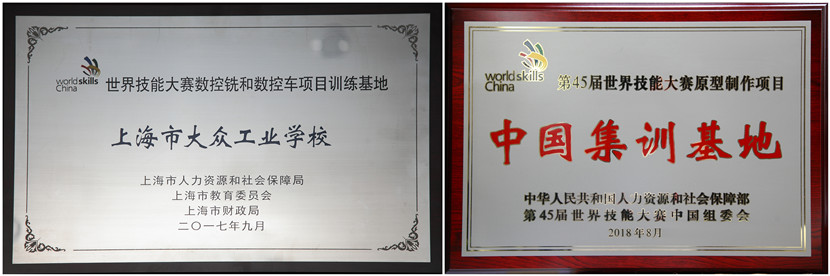 worldskills
China
世界技能大赛数控铣和数控车项目训练基地
上海市大众工业学校
上海市人力资源和社会保障局
上海市教育委员会
上海市财政局
二〇一七年九月
worldskills
China
第45届世界技能大赛原型制作项目
中国集训基地
中华人民共和国人力资源和社会保障部
第45届世界技能大赛中国组委会
2018年8月